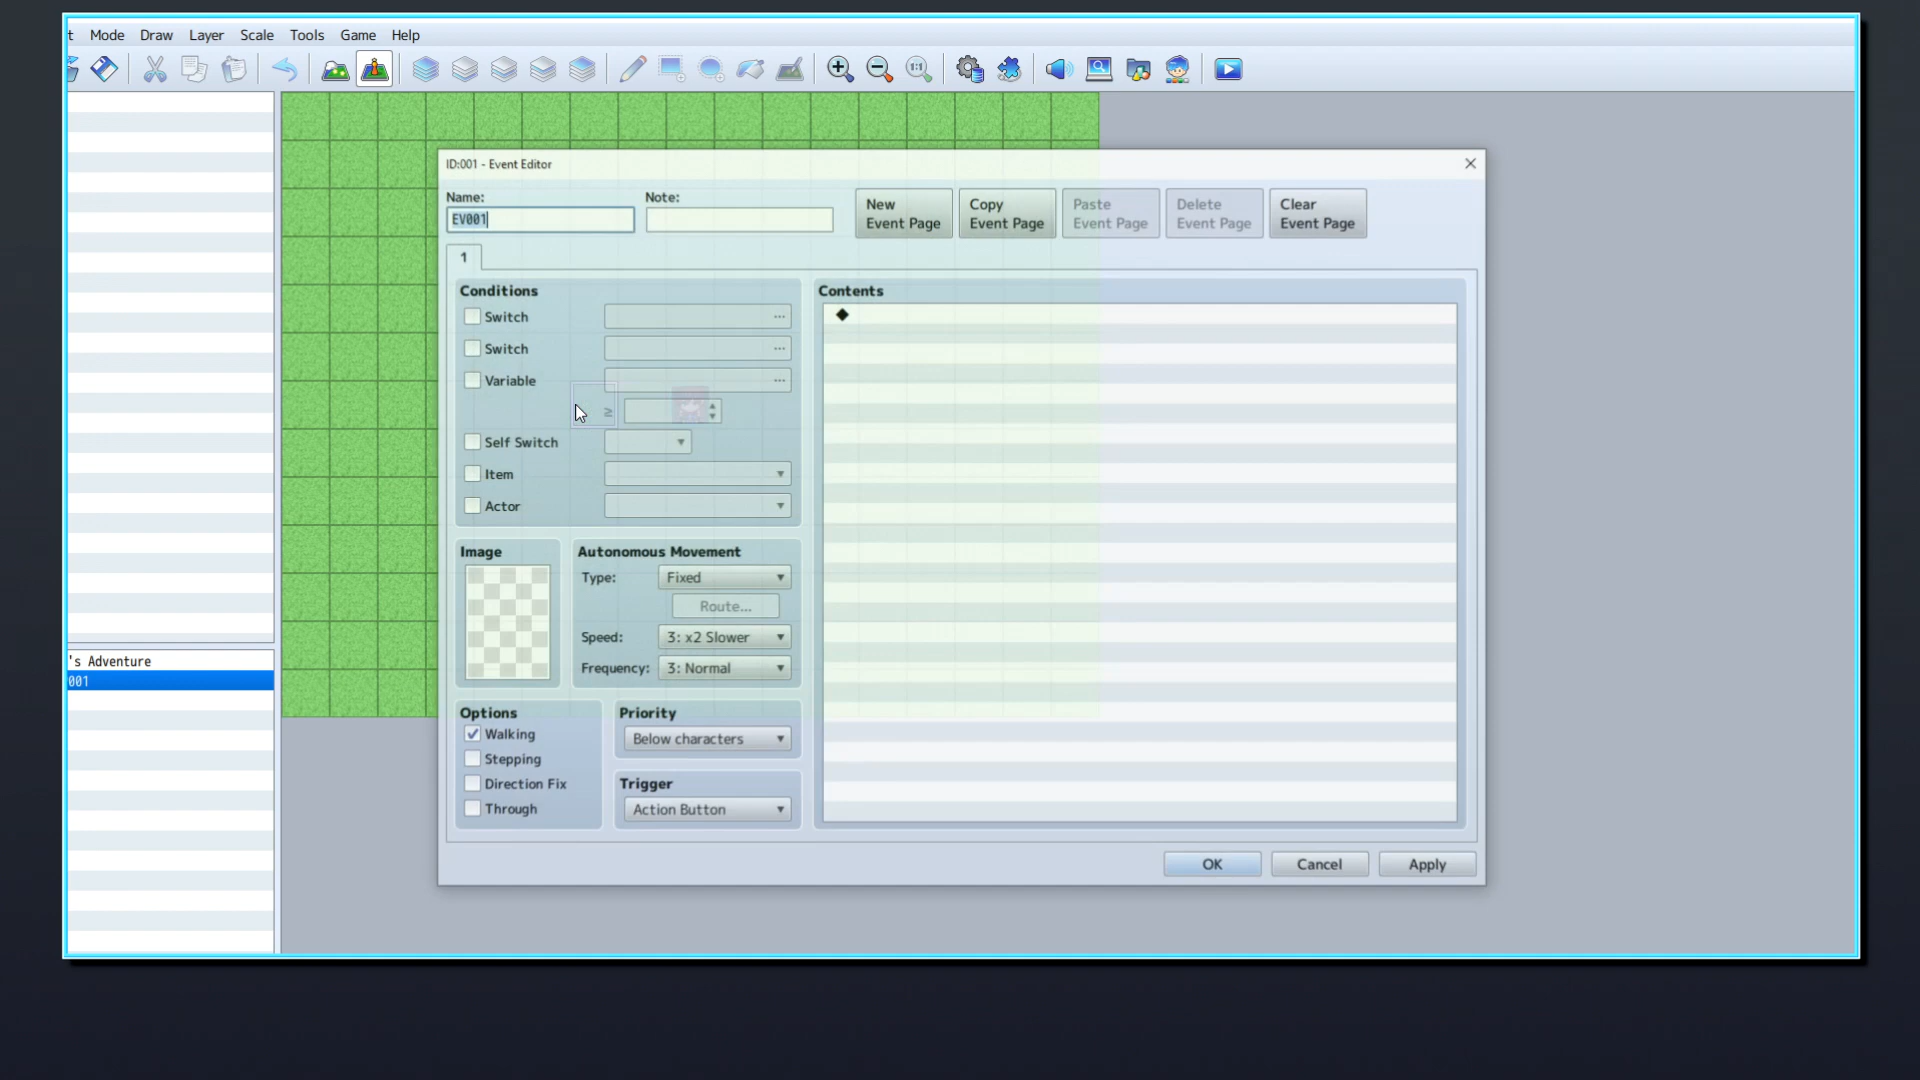 t Mode Draw Layer Scale Tools Game Help
1:1
ID:001 - Event Editor
Name: Note:
EV001
New Event Page
Copy Event Page
Paste Event Page
Delete Event Page
Clear Event Page
1
Conditions
Switch ...
Switch ...
Variable ...
≥
Self Switch
Item
Actor
Image
Autonomous Movement
Type: Fixed
Route...
Speed: 3: x2 Slower
Frequency: 3: Normal
Options
Walking
Stepping
Direction Fix
Through
Priority
Below characters
Trigger
Action Button
Contents
OK Cancel Apply
's Adventure
001